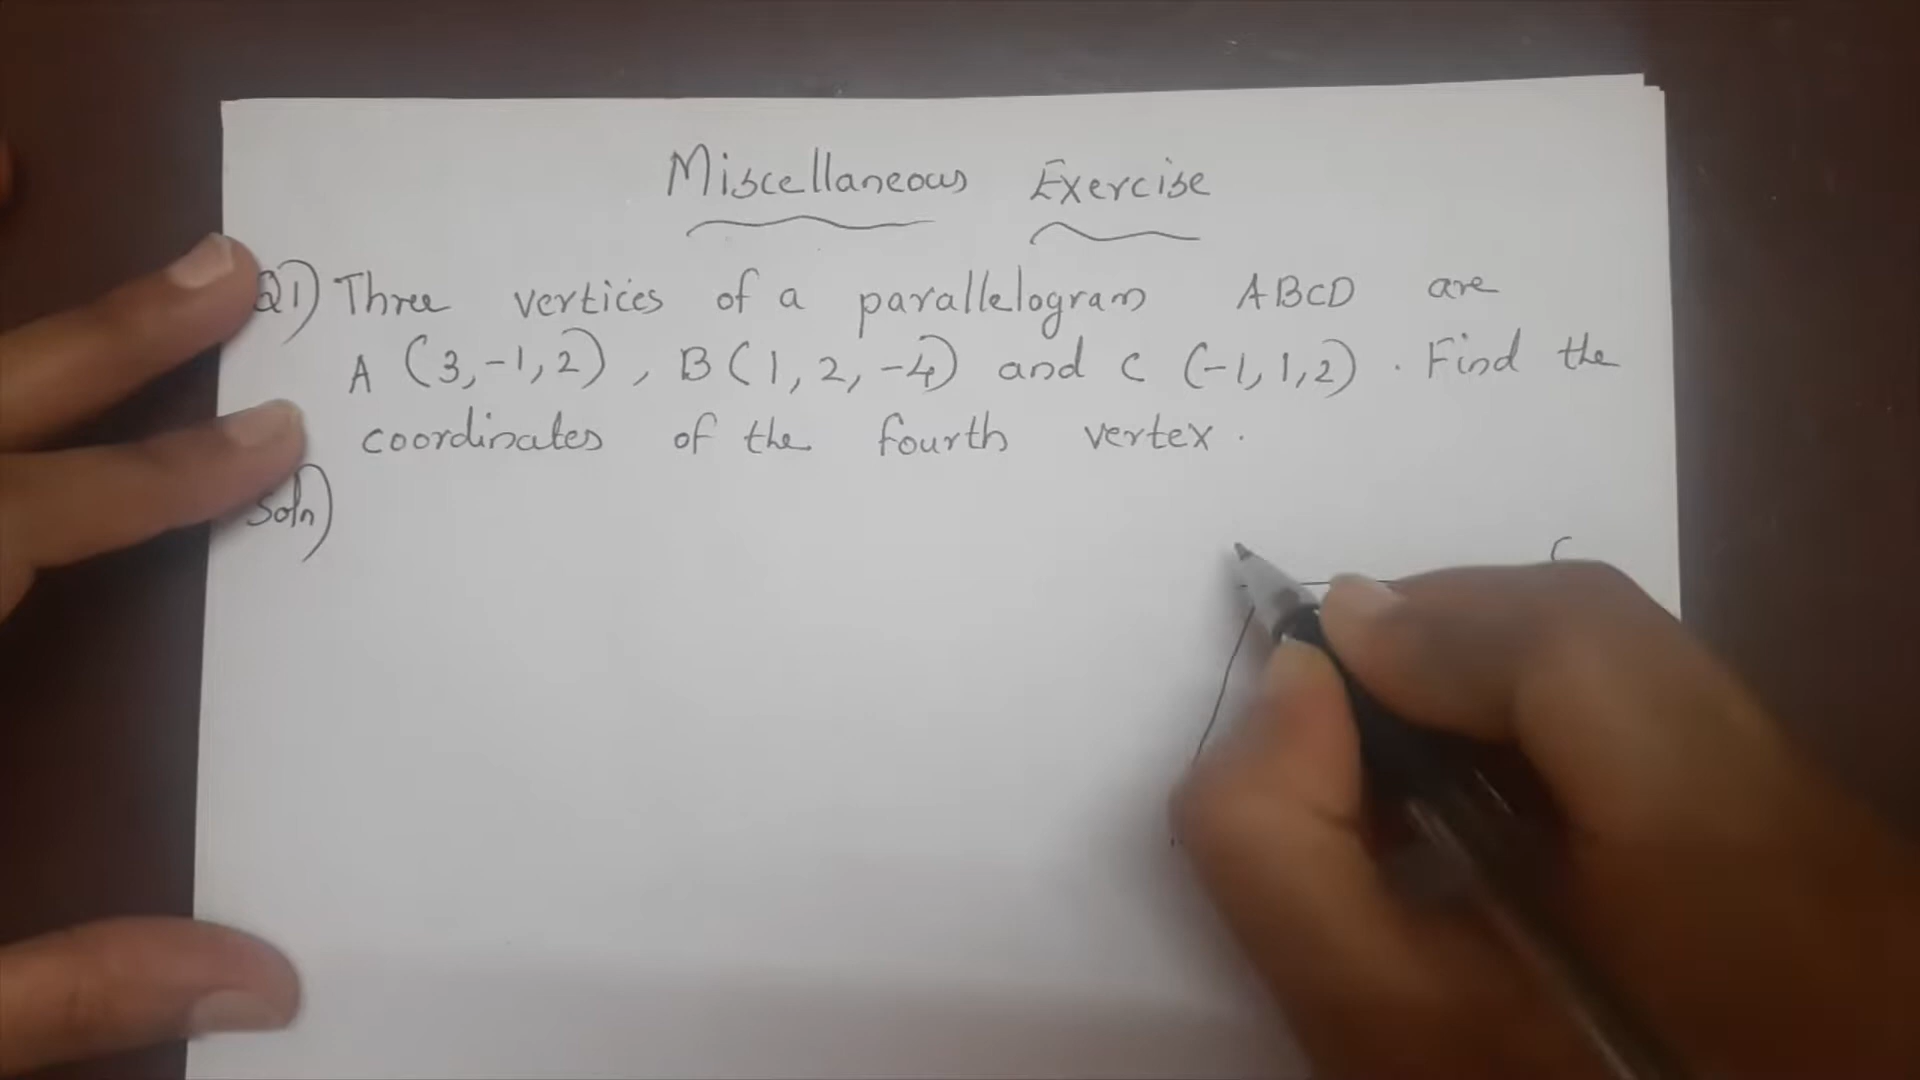 Miscellaneous Exercise
Q1) Three vertices of a parallelogram ABCD are
A (3,-1,2), B(1, 2, -4) and C (-1, 1, 2). Find the
coordinates of the fourth vertex.
Soln)
C